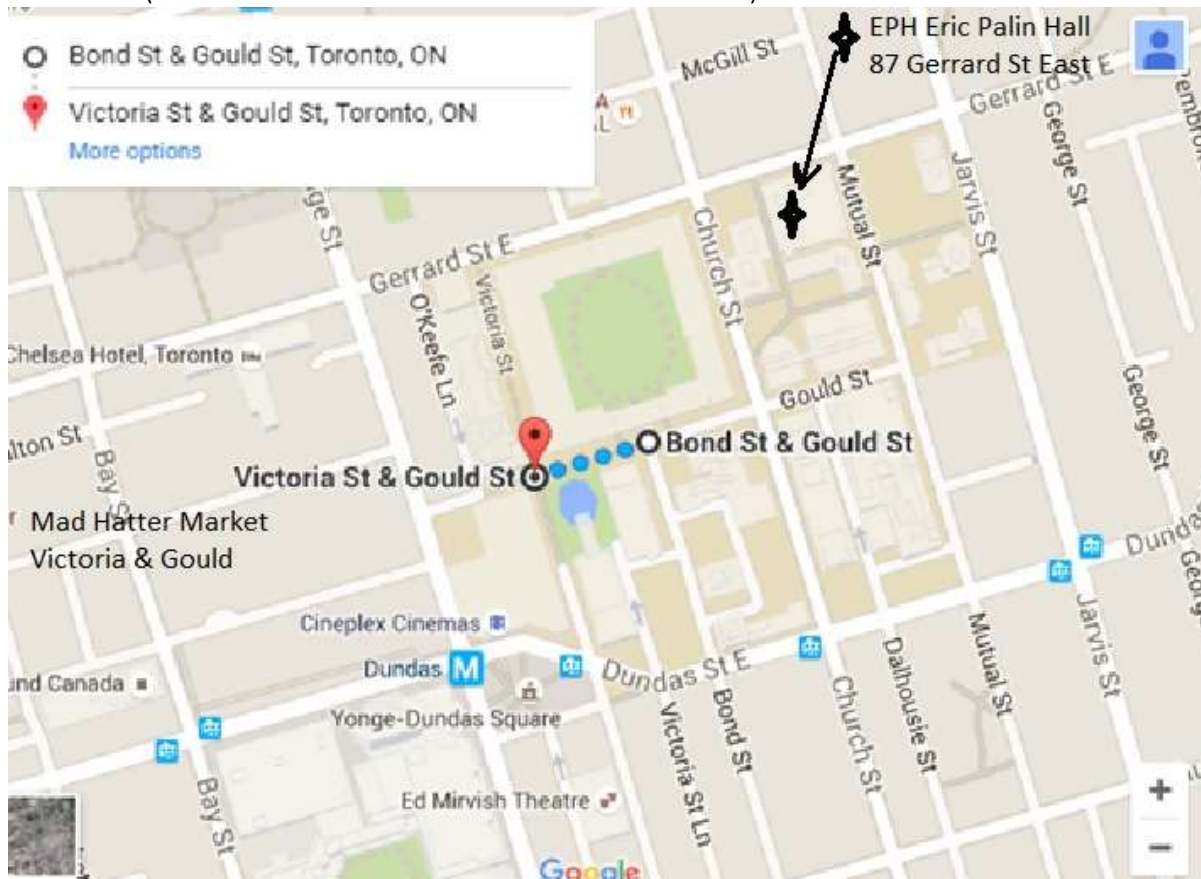 Bond St & Gould St, Toronto, ON
Victoria St & Gould St, Toronto, ON
More options
EPH Eric Palin Hall
87 Gerrard St East
McGill St
Gerrard St E
George St
Mutual St
Jarvis St
Church St
Gerrard St E
Victoria St
O'Keefe Ln
Chelsea Hotel, Toronto
Gould St
George St
Bay St
Bond St & Gould St
Victoria St & Gould St
Mad Hatter Market
Victoria & Gould
Cineplex Cinemas
Dundas M
Dundas St E
Yonge-Dundas Square
Mutual St
Jarvis St
Dalhousie St
Church St
Bond St
Victoria St Ln
Bay St
Ed Mirvish Theatre
Google
+
−